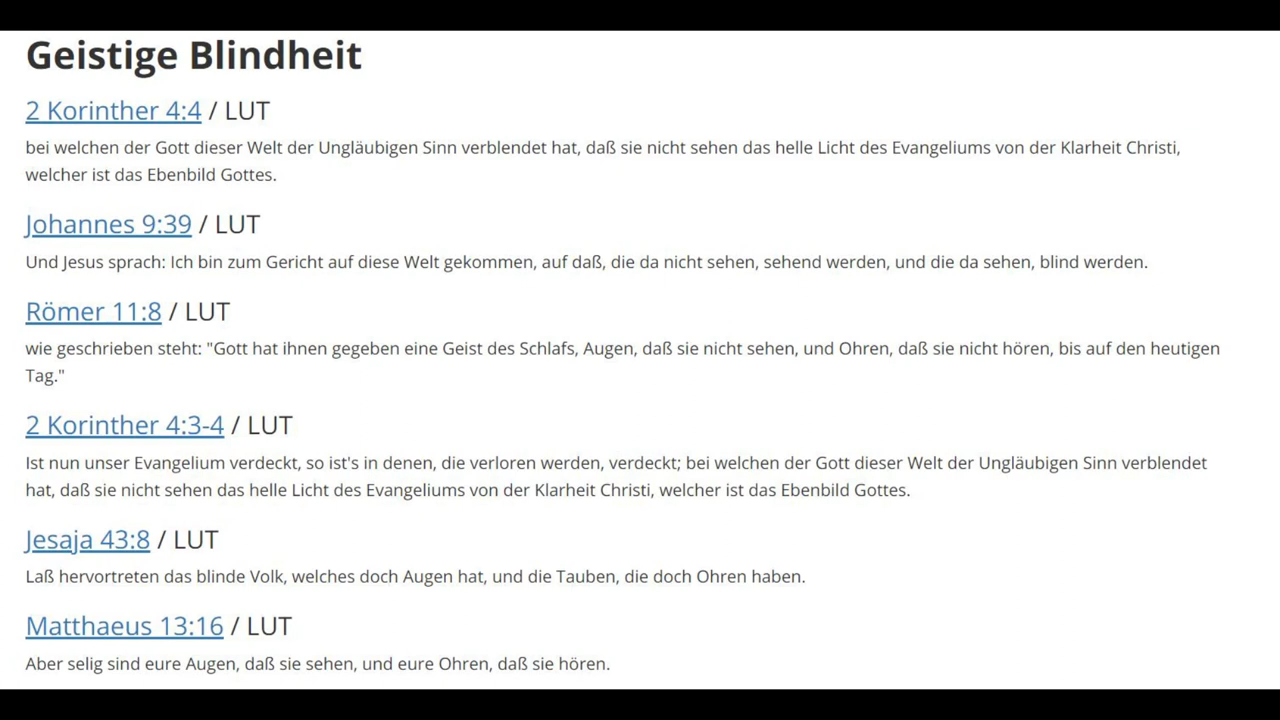 Geistige Blindheit
2 Korinther 4:4 / LUT
bei welchen der Gott dieser Welt der Ungläubigen Sinn verblendet hat, daß sie nicht sehen das helle Licht des Evangeliums von der Klarheit Christi,
welcher ist das Ebenbild Gottes.
Johannes 9:39 / LUT
Und Jesus sprach: Ich bin zum Gericht auf diese Welt gekommen, auf daß, die da nicht sehen, sehend werden, und die da sehen, blind werden.
Römer 11:8 / LUT
wie geschrieben steht: "Gott hat ihnen gegeben eine Geist des Schlafs, Augen, daß sie nicht sehen, und Ohren, daß sie nicht hören, bis auf den heutigen
Tag."
2 Korinther 4:3-4 / LUT
Ist nun unser Evangelium verdeckt, so ist's in denen, die verloren werden, verdeckt; bei welchen der Gott dieser Welt der Ungläubigen Sinn verblendet
hat, daß sie nicht sehen das helle Licht des Evangeliums von der Klarheit Christi, welcher ist das Ebenbild Gottes.
Jesaja 43:8 / LUT
Laß hervortreten das blinde Volk, welches doch Augen hat, und die Tauben, die doch Ohren haben.
Matthaeus 13:16 / LUT
Aber selig sind eure Augen, daß sie sehen, und eure Ohren, daß sie hören.